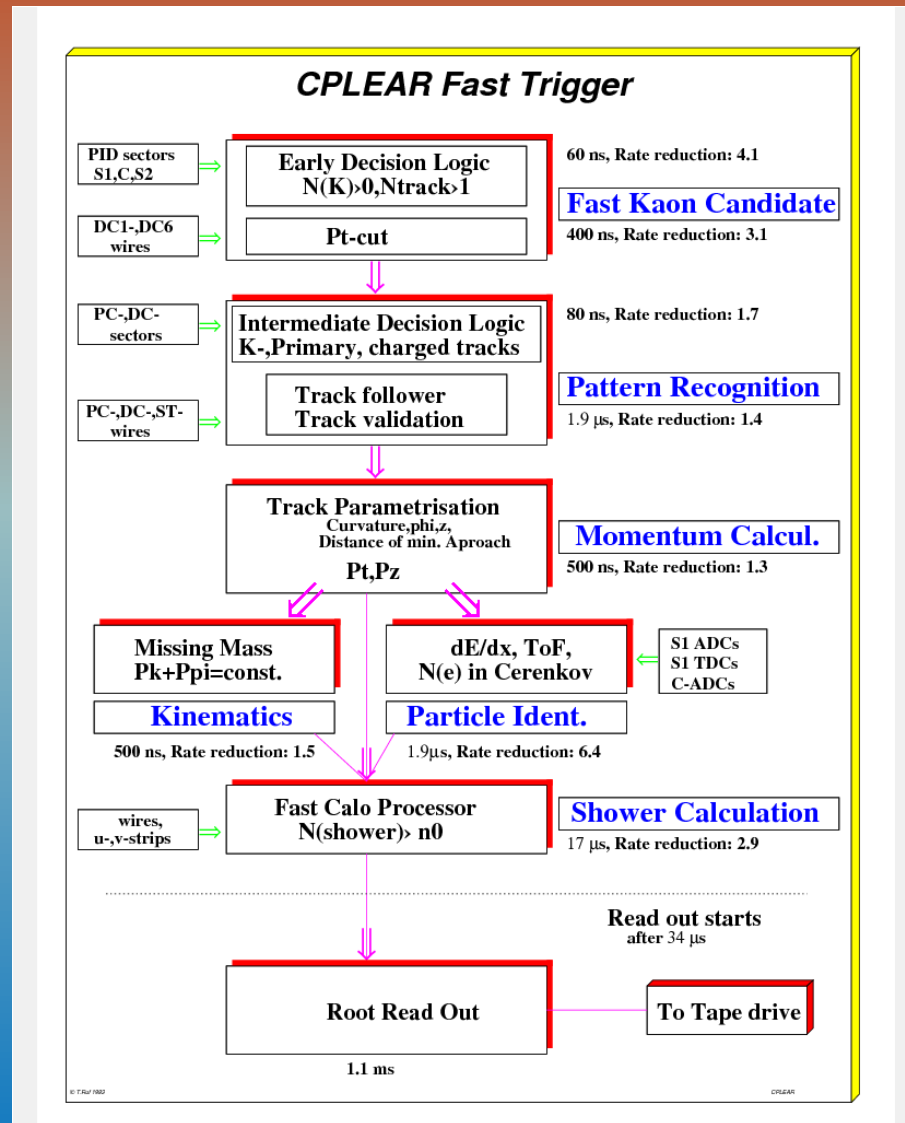 CPLEAR Fast Trigger
PID sectors
S1,C,S2
Early Decision Logic
N(K)›0,Ntrack›1
60 ns, Rate reduction: 4.1
Fast Kaon Candidate
DC1-,DC6
wires
Pt-cut
400 ns, Rate reduction: 3.1
PC-,DC-
sectors
Intermediate Decision Logic
K-,Primary, charged tracks
80 ns, Rate reduction: 1.7
Pattern Recognition
PC-,DC-,ST-
wires
Track follower
Track validation
1.9 µs, Rate reduction: 1.4
Track Parametrisation
Curvature,phi,z,
Distance of min. Aproach
Pt,Pz
Momentum Calcul.
500 ns, Rate reduction: 1.3
Missing Mass
Pk+Ppi=const.
dE/dx, ToF,
N(e) in Cerenkov
S1 ADCs
S1 TDCs
C-ADCs
Kinematics
Particle Ident.
500 ns, Rate reduction: 1.5
1.9µs, Rate reduction: 6.4
wires,
u-,v-strips
Fast Calo Processor
N(shower)› n0
Shower Calculation
17 µs, Rate reduction: 2.9
Read out starts
after 34 µs
Root Read Out
To Tape drive
1.1 ms
CPLEAR